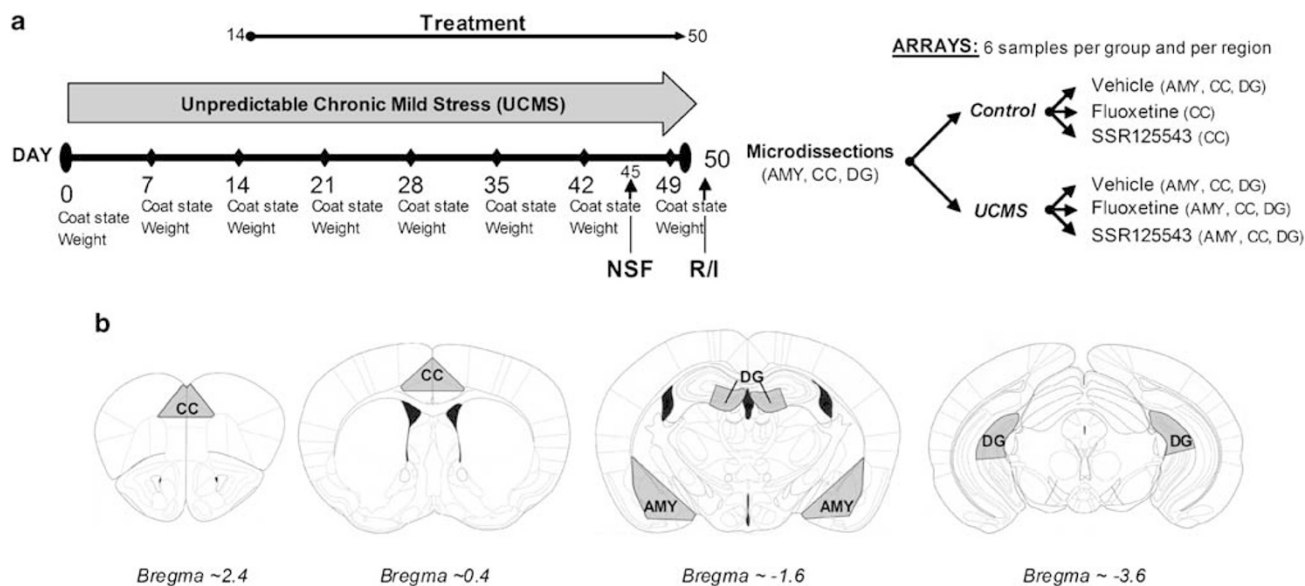 a
Treatment
14
50
ARRAYS: 6 samples per group and per region
Unpredictable Chronic Mild Stress (UCMS)
DAY
0
7
14
21
28
35
42
45
49
50
Coat state
Weight
Coat state
Weight
Coat state
Weight
Coat state
Weight
Coat state
Weight
Coat state
Weight
Coat state
Weight
Coat state
Weight
NSF
R/I
Microdissections
(AMY, CC, DG)
Control
Vehicle (AMY, CC, DG)
Fluoxetine (CC)
SSR125543 (CC)
UCMS
Vehicle (AMY, CC, DG)
Fluoxetine (AMY, CC, DG)
SSR125543 (AMY, CC, DG)
b
CC
CC
DG
AMY
AMY
DG
DG
Bregma ~2.4
Bregma ~0.4
Bregma ~ -1.6
Bregma ~ -3.6